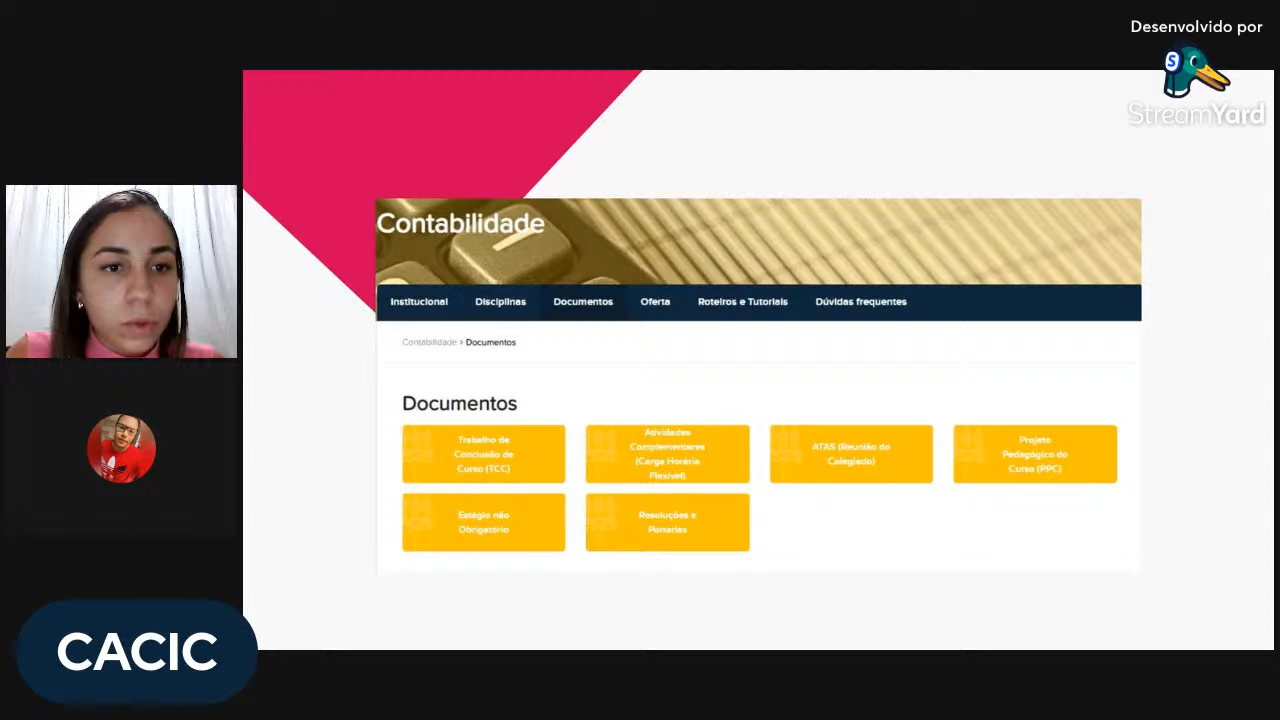 Desenvolvido por
StreamYard
Contabilidade
Institucional Disciplinas Documentos Oferta Roteiros e Tutoriais Dúvidas frequentes
Contabilidade > Documentos
Documentos
Trabalho de
Conclusão de
Curso (TCC)
Atividades
Complementares
(Carga Horária
Flexível)
ATAS (Reunião do
Colegiado)
Projeto
Pedagógico do
Curso (PPC)
Estágio não
Obrigatório
Resoluções e
Portarias
CACIC